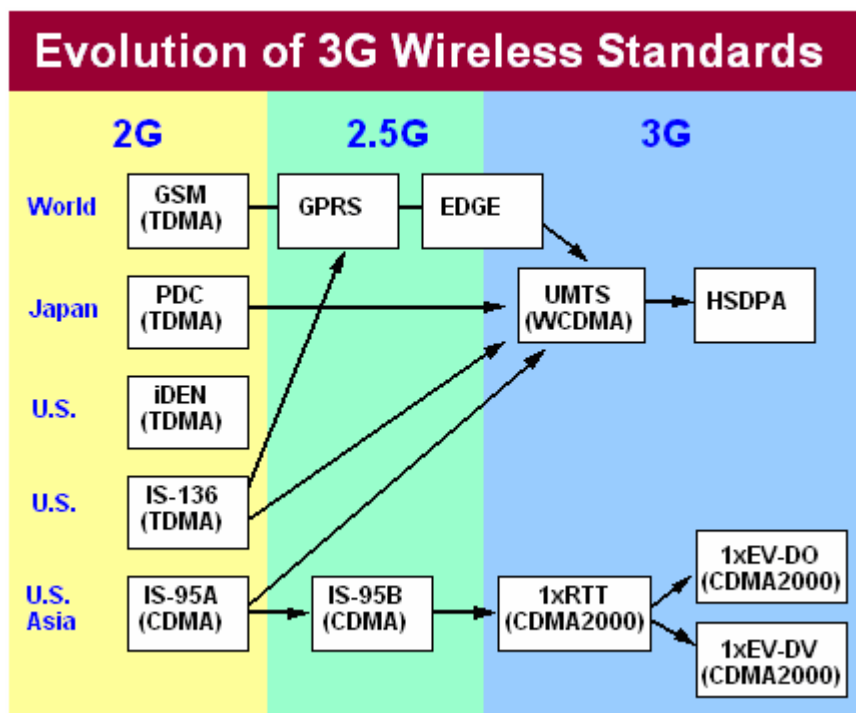 Evolution of 3G Wireless Standards
2G
2.5G
3G
World
GSM
(TDMA)
GPRS
EDGE
Japan
PDC
(TDMA)
UMTS
(WCDMA)
HSDPA
U.S.
iDEN
(TDMA)
U.S.
IS-136
(TDMA)
U.S.
Asia
IS-95A
(CDMA)
IS-95B
(CDMA)
1xRTT
(CDMA2000)
1xEV-DO
(CDMA2000)
1xEV-DV
(CDMA2000)